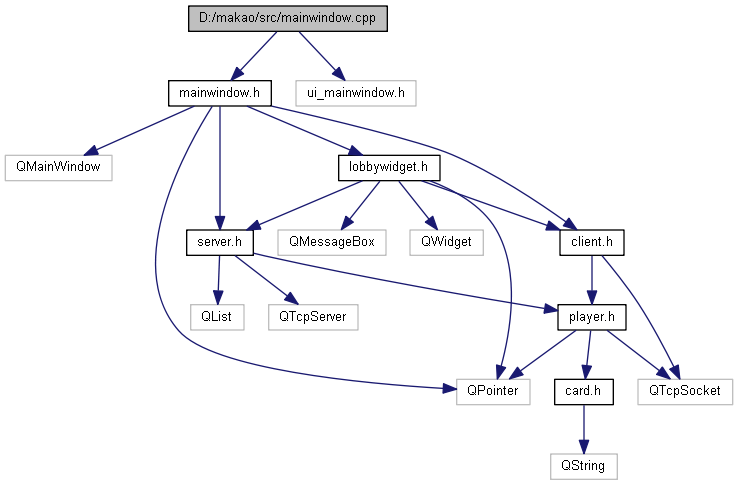 D:/makao/src/mainwindow.cpp
mainwindow.h
ui_mainwindow.h
QMainWindow
lobbywidget.h
server.h
QMessageBox
QWidget
client.h
QList
QTcpServer
player.h
QPointer
card.h
QTcpSocket
QString